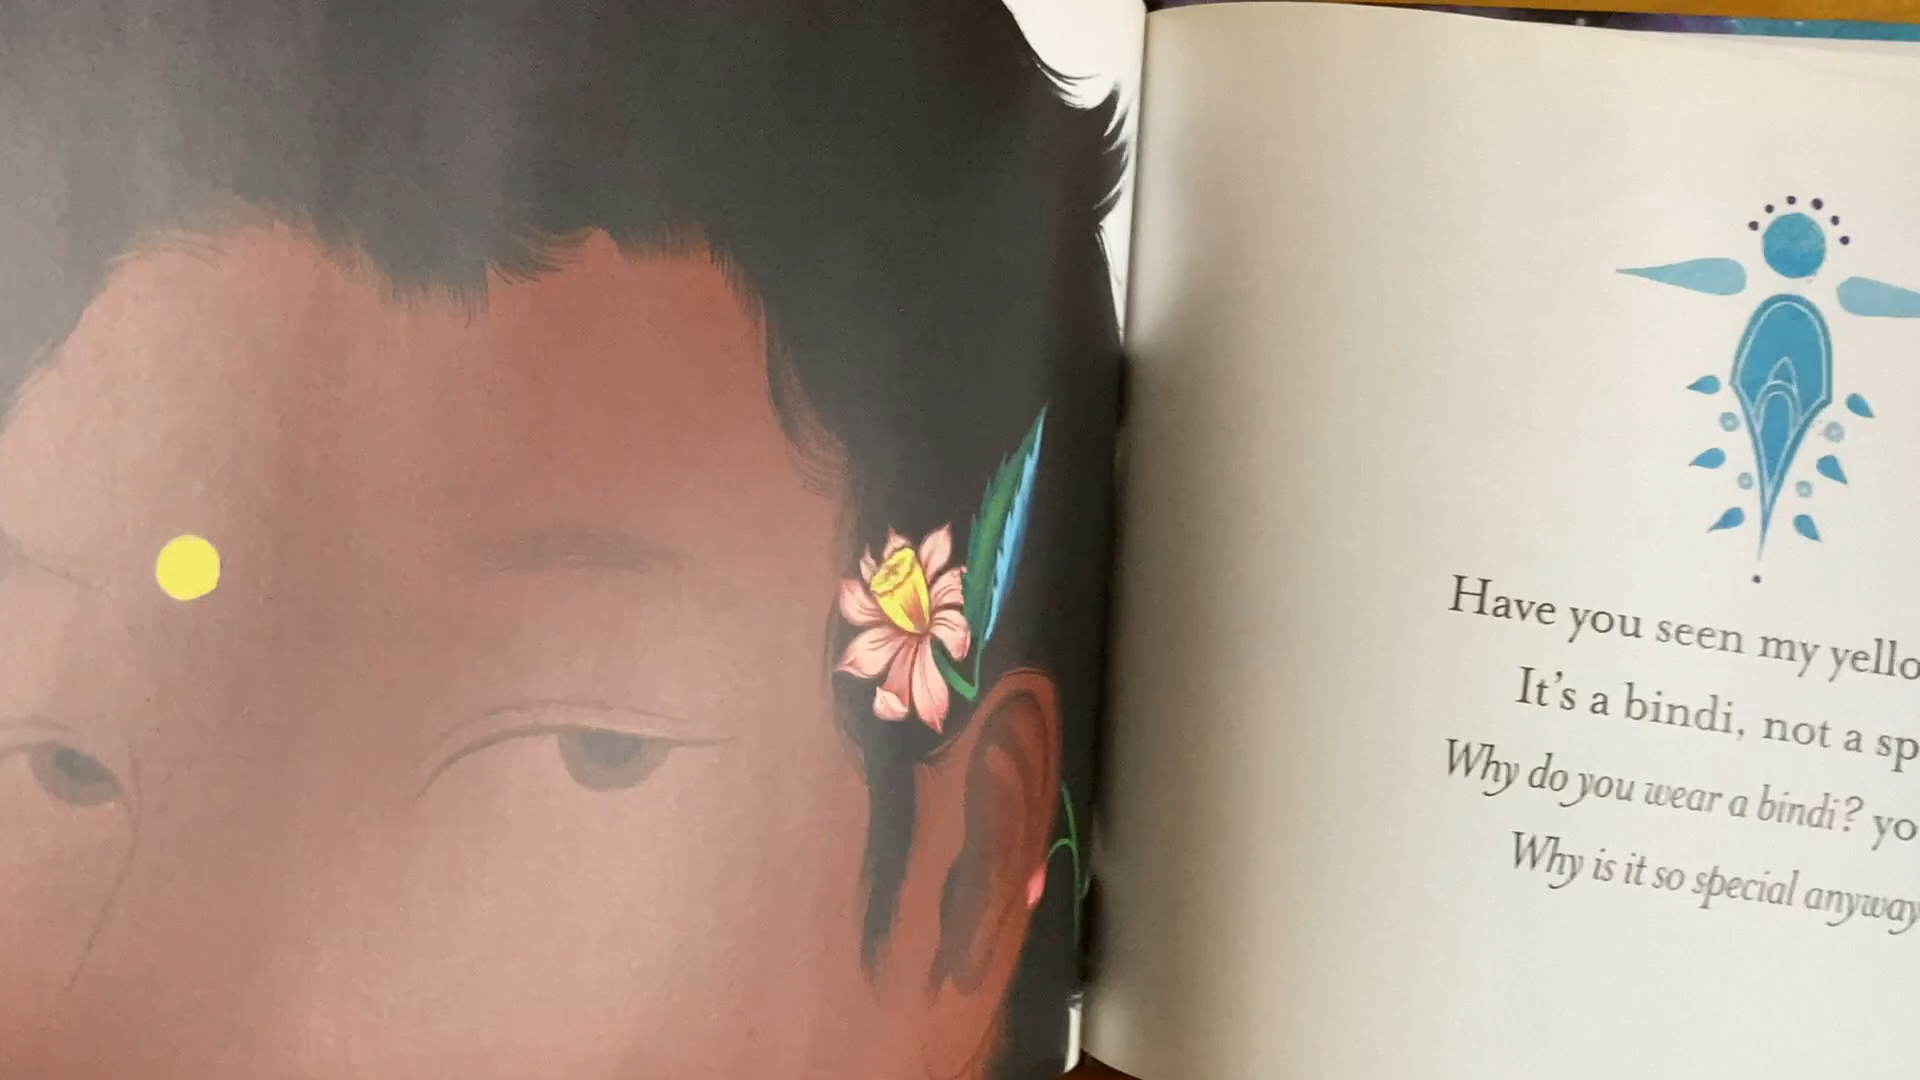 Have you seen my yello
It's a bindi, not a sp
Why do you wear a bindi? yo
Why is it so special anyway